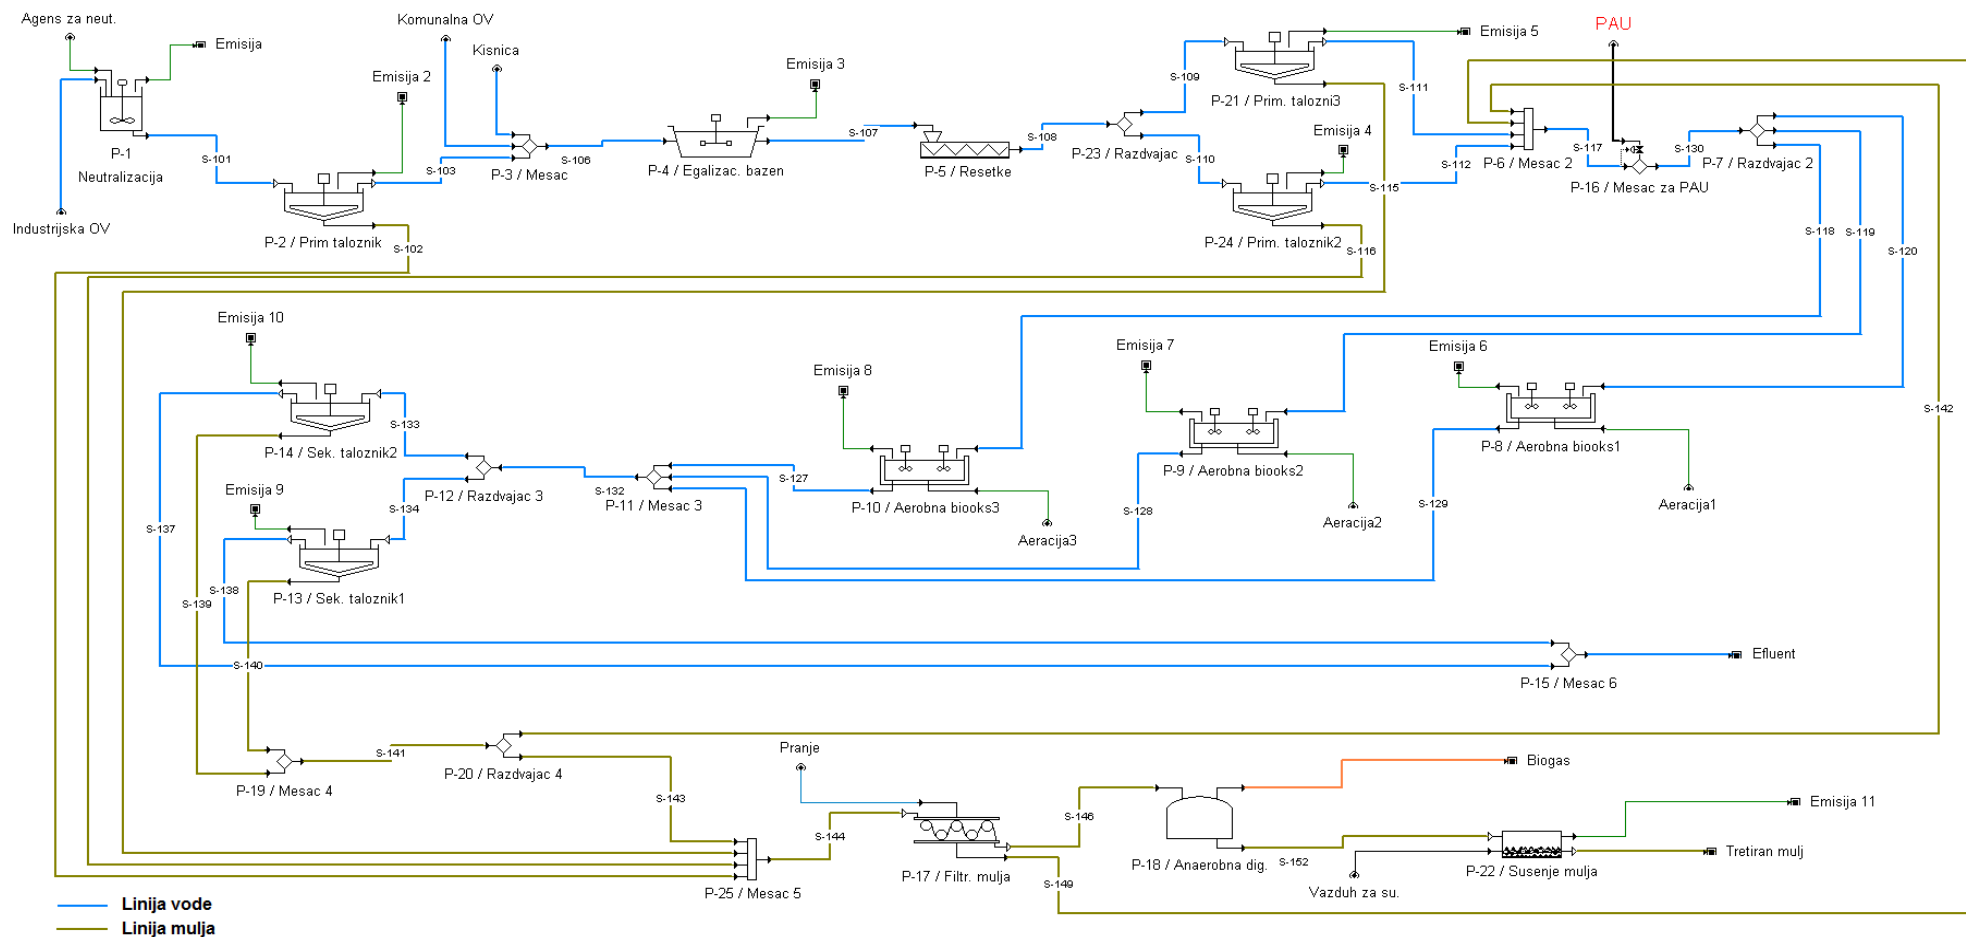 Agens za neut.
Emisija
P-1
Neutralizacija
Industrijska OV
S-101
Emisija 2
P-2 / Prim taloznik
S-102
S-103
Komunalna OV
Kisnica
P-3 / Mesac
S-106
Emisija 3
P-4 / Egalizac. bazen
S-107
P-5 / Resetke
S-108
P-23 / Razdvajac
S-109
S-110
Emisija 5
P-21 / Prim. talozni3
S-111
Emisija 4
P-24 / Prim. taloznik2
S-115
S-116
S-112
P-6 / Mesac 2
S-117
PAU
P-16 / Mesac za PAU
S-130
P-7 / Razdvajac 2
S-118
S-119
S-120
Emisija 10
P-14 / Sek. taloznik2
S-133
Emisija 9
P-13 / Sek. taloznik1
S-134
P-12 / Razdvajac 3
S-132
P-11 / Mesac 3
S-127
Emisija 8
P-10 / Aerobna biooks3
Aeracija3
Emisija 7
P-9 / Aerobna biooks2
Aeracija2
S-128
Emisija 6
P-8 / Aerobna biooks1
Aeracija1
S-129
S-142
S-137
S-138
S-139
S-140
P-15 / Mesac 6
Efluent
P-19 / Mesac 4
S-141
P-20 / Razdvajac 4
S-143
P-25 / Mesac 5
S-144
Pranje
P-17 / Filtr. mulja
S-146
S-149
P-18 / Anaerobna dig.
Biogas
S-152
Vazduh za su.
P-22 / Susenje mulja
Emisija 11
Tretiran mulj
Linija vode
Linija mulja